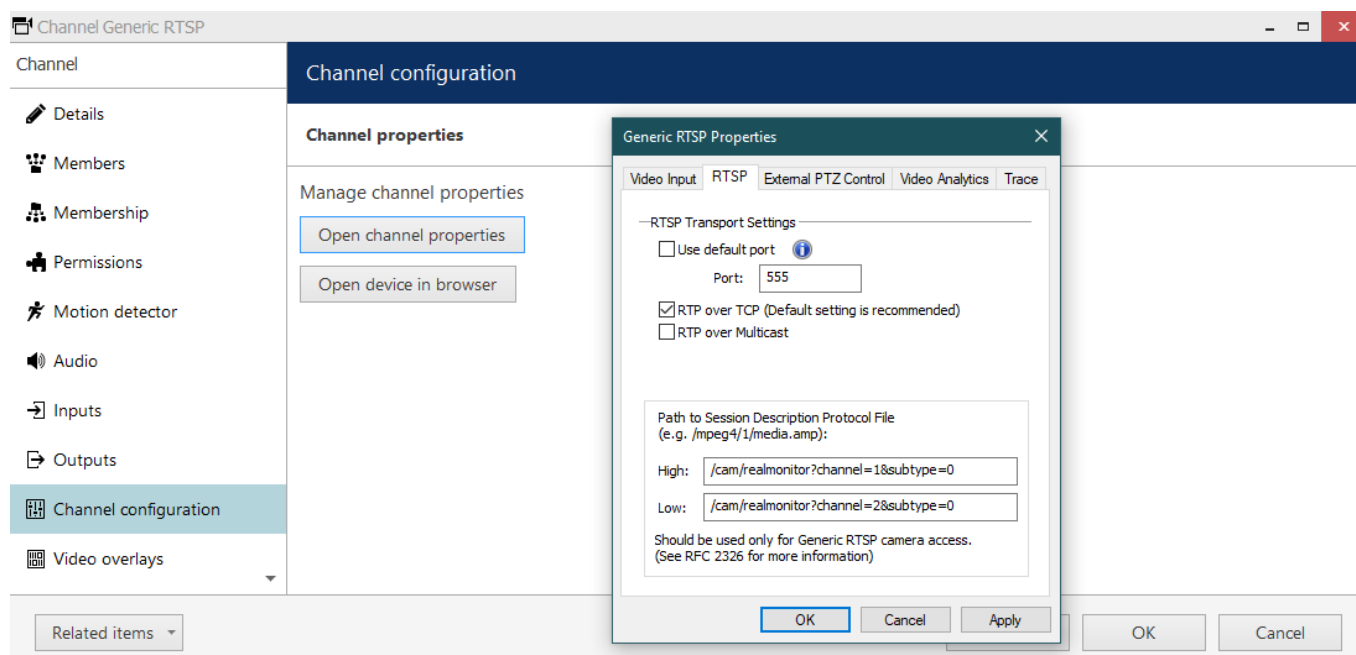 Channel Generic RTSP
Channel
Channel configuration
Details
Members
Membership
Permissions
Motion detector
Audio
Inputs
Outputs
Channel configuration
Video overlays
Related items
Channel properties
Manage channel properties
Open channel properties
Open device in browser
Generic RTSP Properties
Video Input RTSP External PTZ Control Video Analytics Trace
RTSP Transport Settings
Use default port
Port: 555
RTP over TCP (Default setting is recommended)
RTP over Multicast
Path to Session Description Protocol File
(e.g. /mpeg4/1/media.amp):
High: /cam/realmonitor?channel=1&subtype=0
Low: /cam/realmonitor?channel=2&subtype=0
Should be used only for Generic RTSP camera access.
(See RFC 2326 for more information)
OK Cancel Apply
OK Cancel